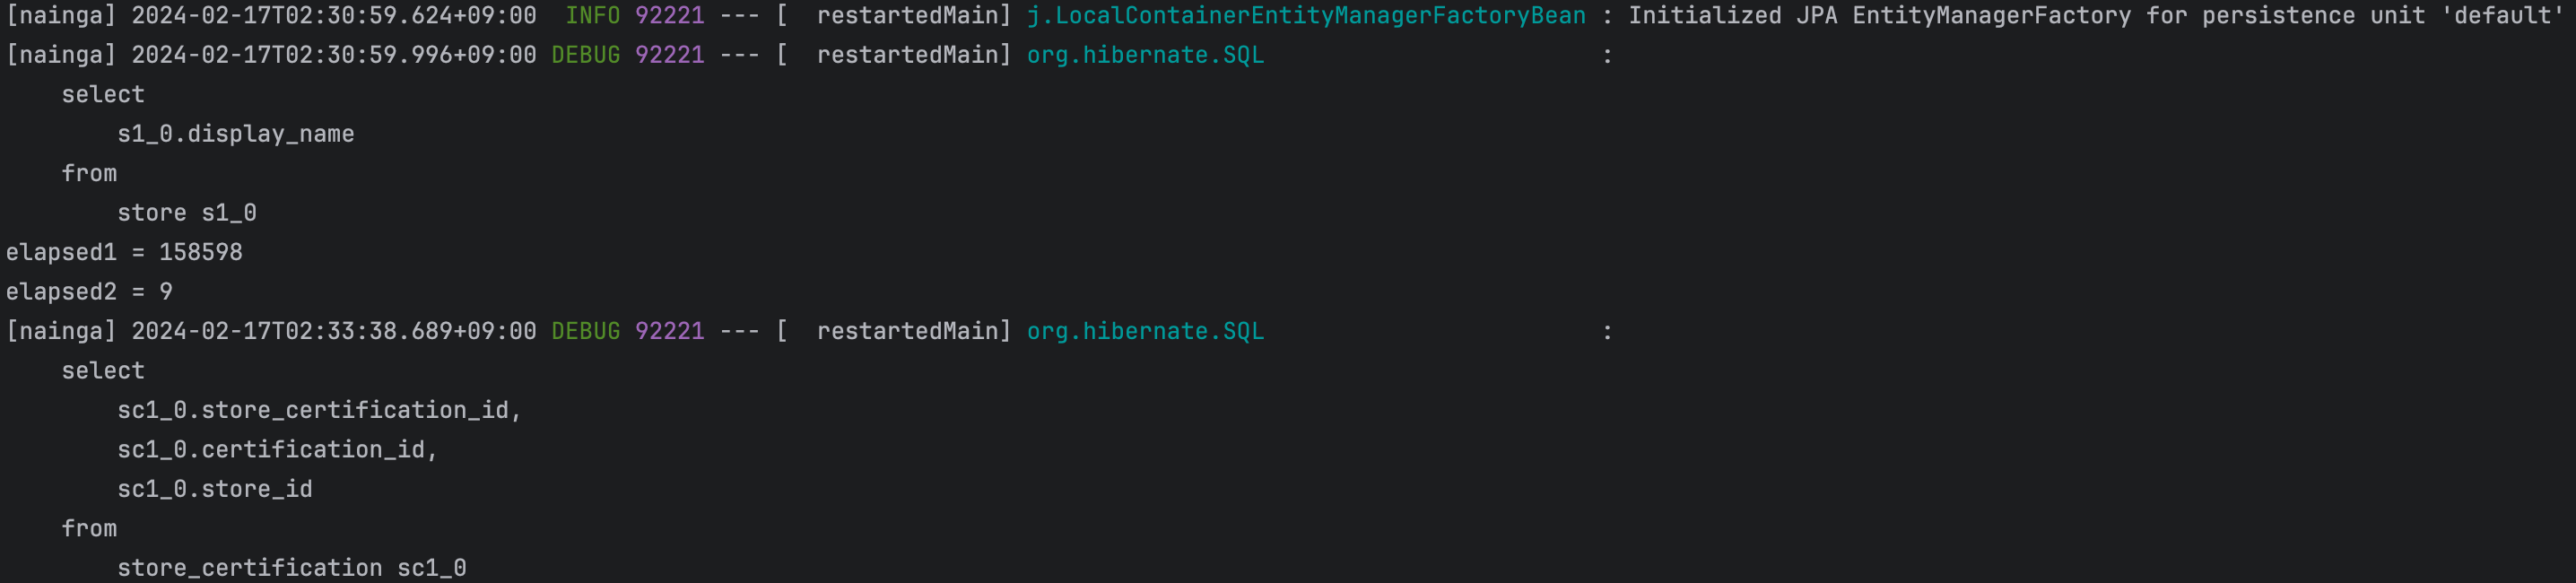 [nainga] 2024-02-17T02:30:59.624+09:00  INFO 92221 --- [  restartedMain] j.LocalContainerEntityManagerFactoryBean : Initialized JPA EntityManagerFactory for persistence unit 'default'
[nainga] 2024-02-17T02:30:59.996+09:00 DEBUG 92221 --- [  restartedMain] org.hibernate.SQL                        :
    select
        s1_0.display_name
    from
        store s1_0
elapsed1 = 158598
elapsed2 = 9
[nainga] 2024-02-17T02:33:38.689+09:00 DEBUG 92221 --- [  restartedMain] org.hibernate.SQL                        :
    select
        sc1_0.store_certification_id,
        sc1_0.certification_id,
        sc1_0.store_id
    from
        store_certification sc1_0